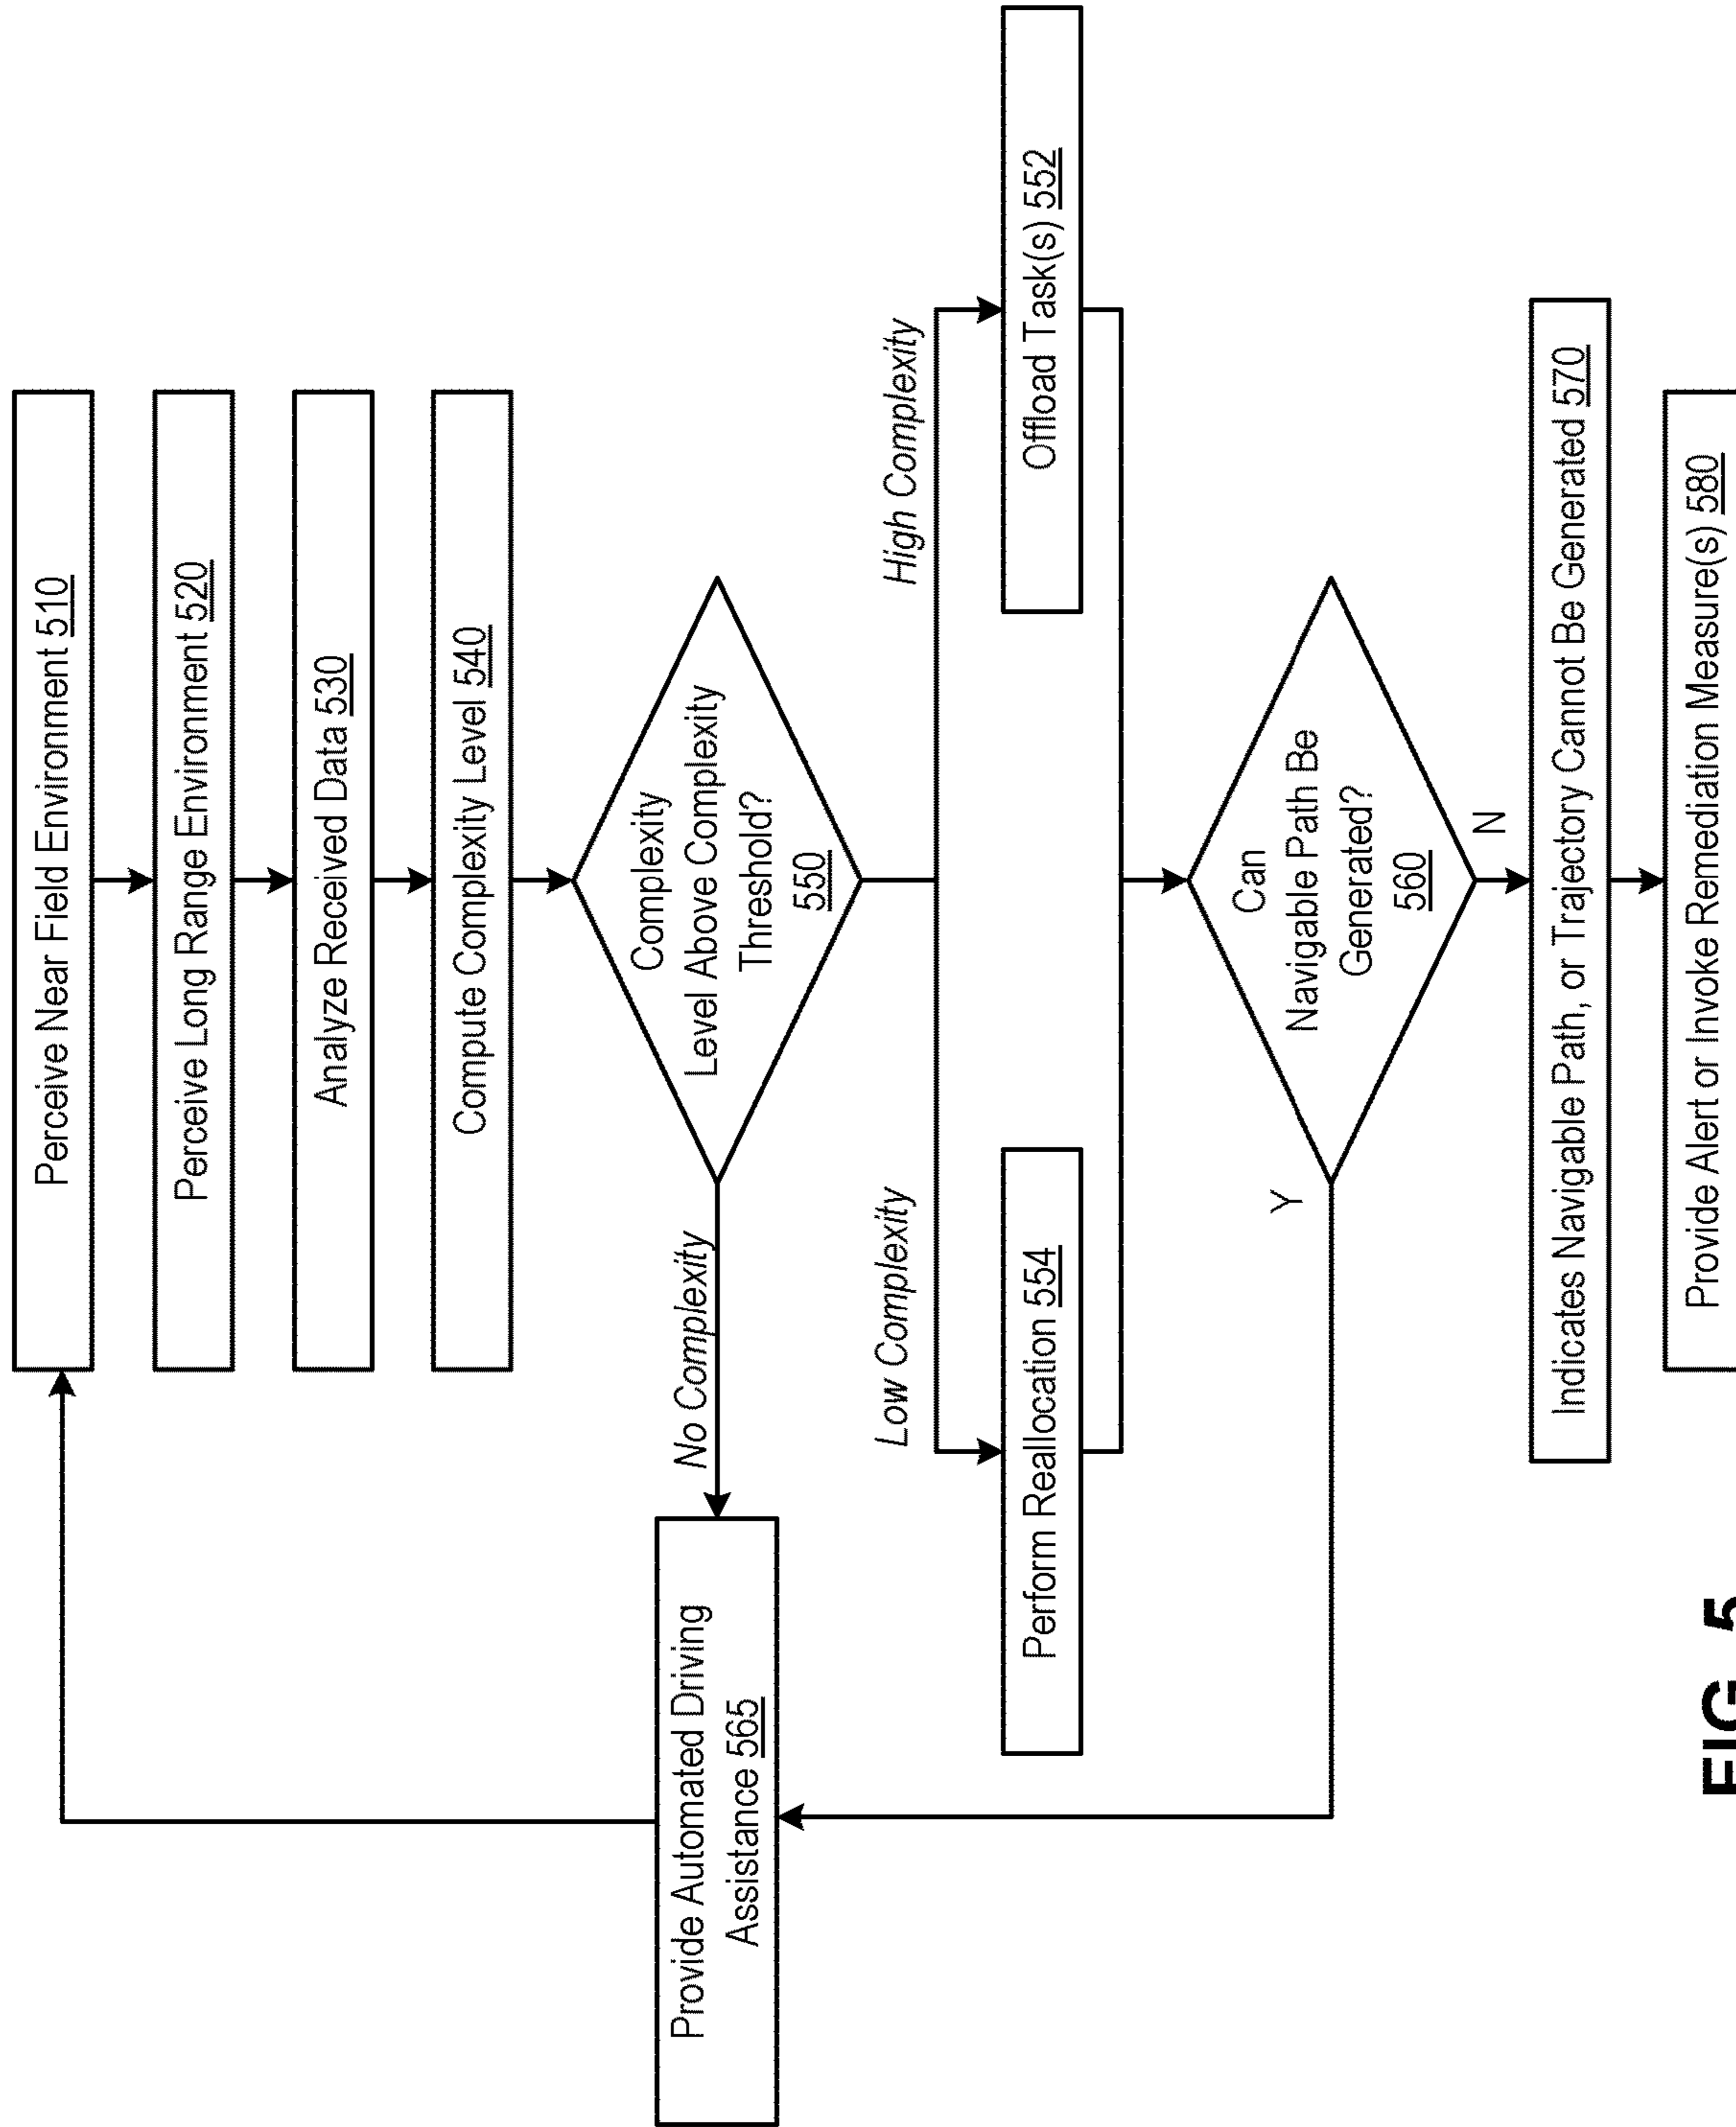 Perceive Near Field Environment 510
Perceive Long Range Environment 520
Analyze Received Data 530
Compute Complexity Level 540
Complexity
Level Above Complexity
Threshold?
550
No Complexity
Provide Automated Driving
Assistance 565
Low Complexity
High Complexity
Perform Reallocation 554
Offload Task(s) 552
Can
Navigable Path Be
Generated?
560
Y
N
Indicates Navigable Path, or Trajectory Cannot Be Generated 570
Provide Alert or Invoke Remediation Measure(s) 580
FIG. 5